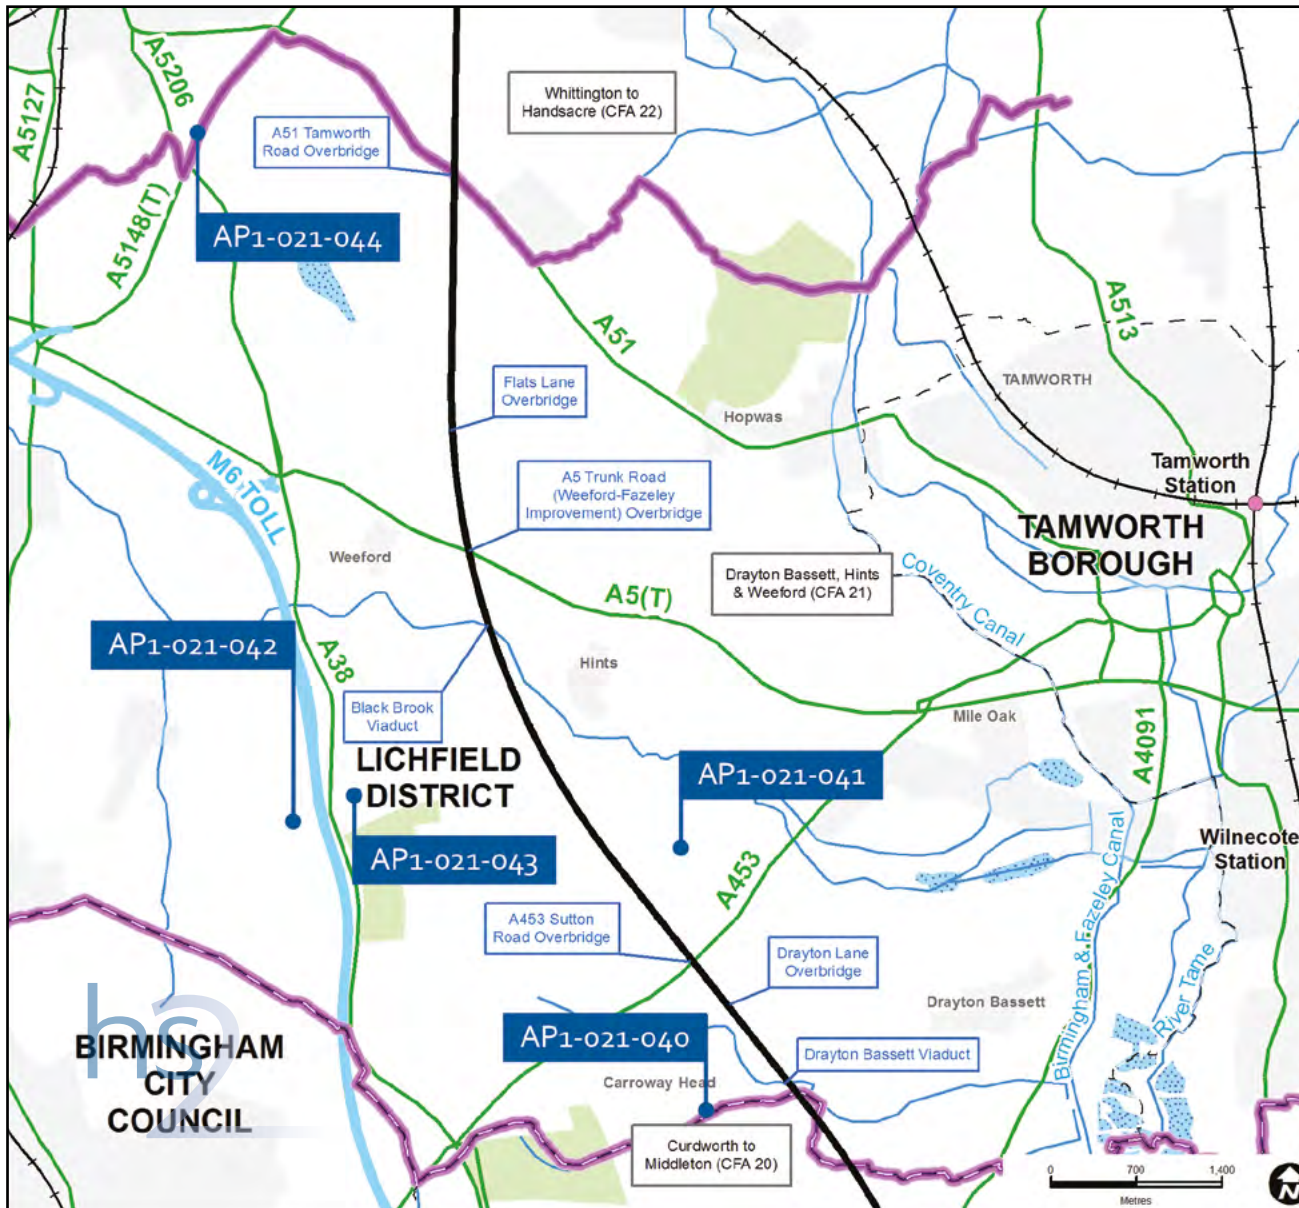 A5127
A5206
A51 Tamworth
Road Overbridge
Whittington to
Handsacre (CFA 22)
AP1-021-044
A5148(T)
A51
A513
TAMWORTH
Flats Lane
Overbridge
Hopwas
Tamworth
Station
M6 TOLL
A5 Trunk Road
(Weeford-Fazeley
Improvement) Overbridge
TAMWORTH
BOROUGH
Weeford
Drayton Bassett, Hints
& Weeford (CFA 21)
Coventry Canal
A5(T)
AP1-021-042
A38
Hints
Black Brook
Viaduct
Mile Oak
A4091
LICHFIELD
DISTRICT
AP1-021-041
AP1-021-043
Wilnecote
Station
A453
A453 Sutton
Road Overbridge
Drayton Lane
Overbridge
Drayton Bassett
Birmingham & Fazeley Canal
River Tame
hs2
BIRMINGHAM
CITY
COUNCIL
AP1-021-040
Drayton Bassett Viaduct
Carroway Head
Curdworth to
Middleton (CFA 20)
0 700 1,400
Metres
N